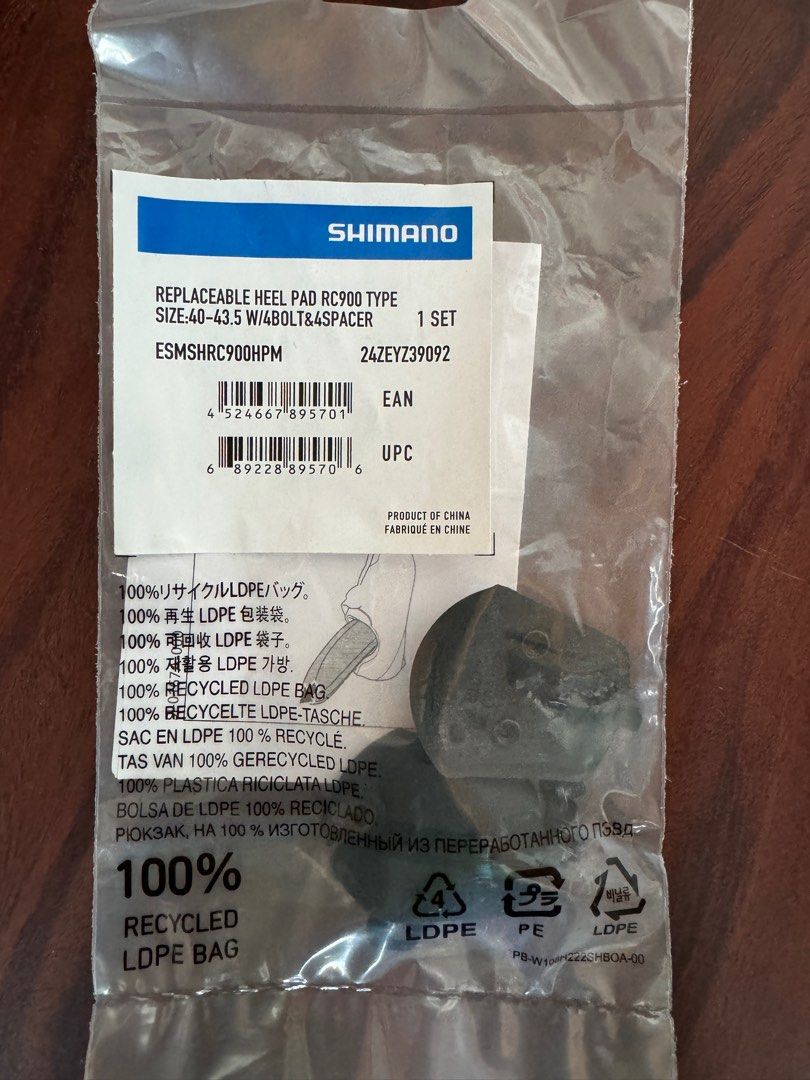 SHIMANO
REPLACEABLE HEEL PAD RC900 TYPE
SIZE:40-43.5 W/4BOLT&4SPACER 1 SET
ESMSHRC900HPM 24ZEYZ39092
4 524667 895701 EAN
6 89228 89570 6 UPC
PRODUCT OF CHINA
FABRIQUÉ EN CHINE
100%リサイクルLDPEバッグ。
100% 再生 LDPE 包装袋。
100% 可回收 LDPE 袋子。
100% 재활용 LDPE 가방.
100% RECYCLED LDPE BAG.
100% RECYCELTE LDPE-TASCHE.
SAC EN LDPE 100 % RECYCLÉ.
TAS VAN 100% GERECYCLED LDPE.
100% PLASTICA RICICLATA LDPE.
BOLSA DE LDPE 100% RECICLADO.
РЮКЗАК, НА 100 % ИЗГОТОВЛЕННЫЙ ИЗ ПЕРЕРАБОТАННОГО ПЭВД
100%
RECYCLED
LDPE BAG
4
LDPE
プラ
PE
비닐류
LDPE